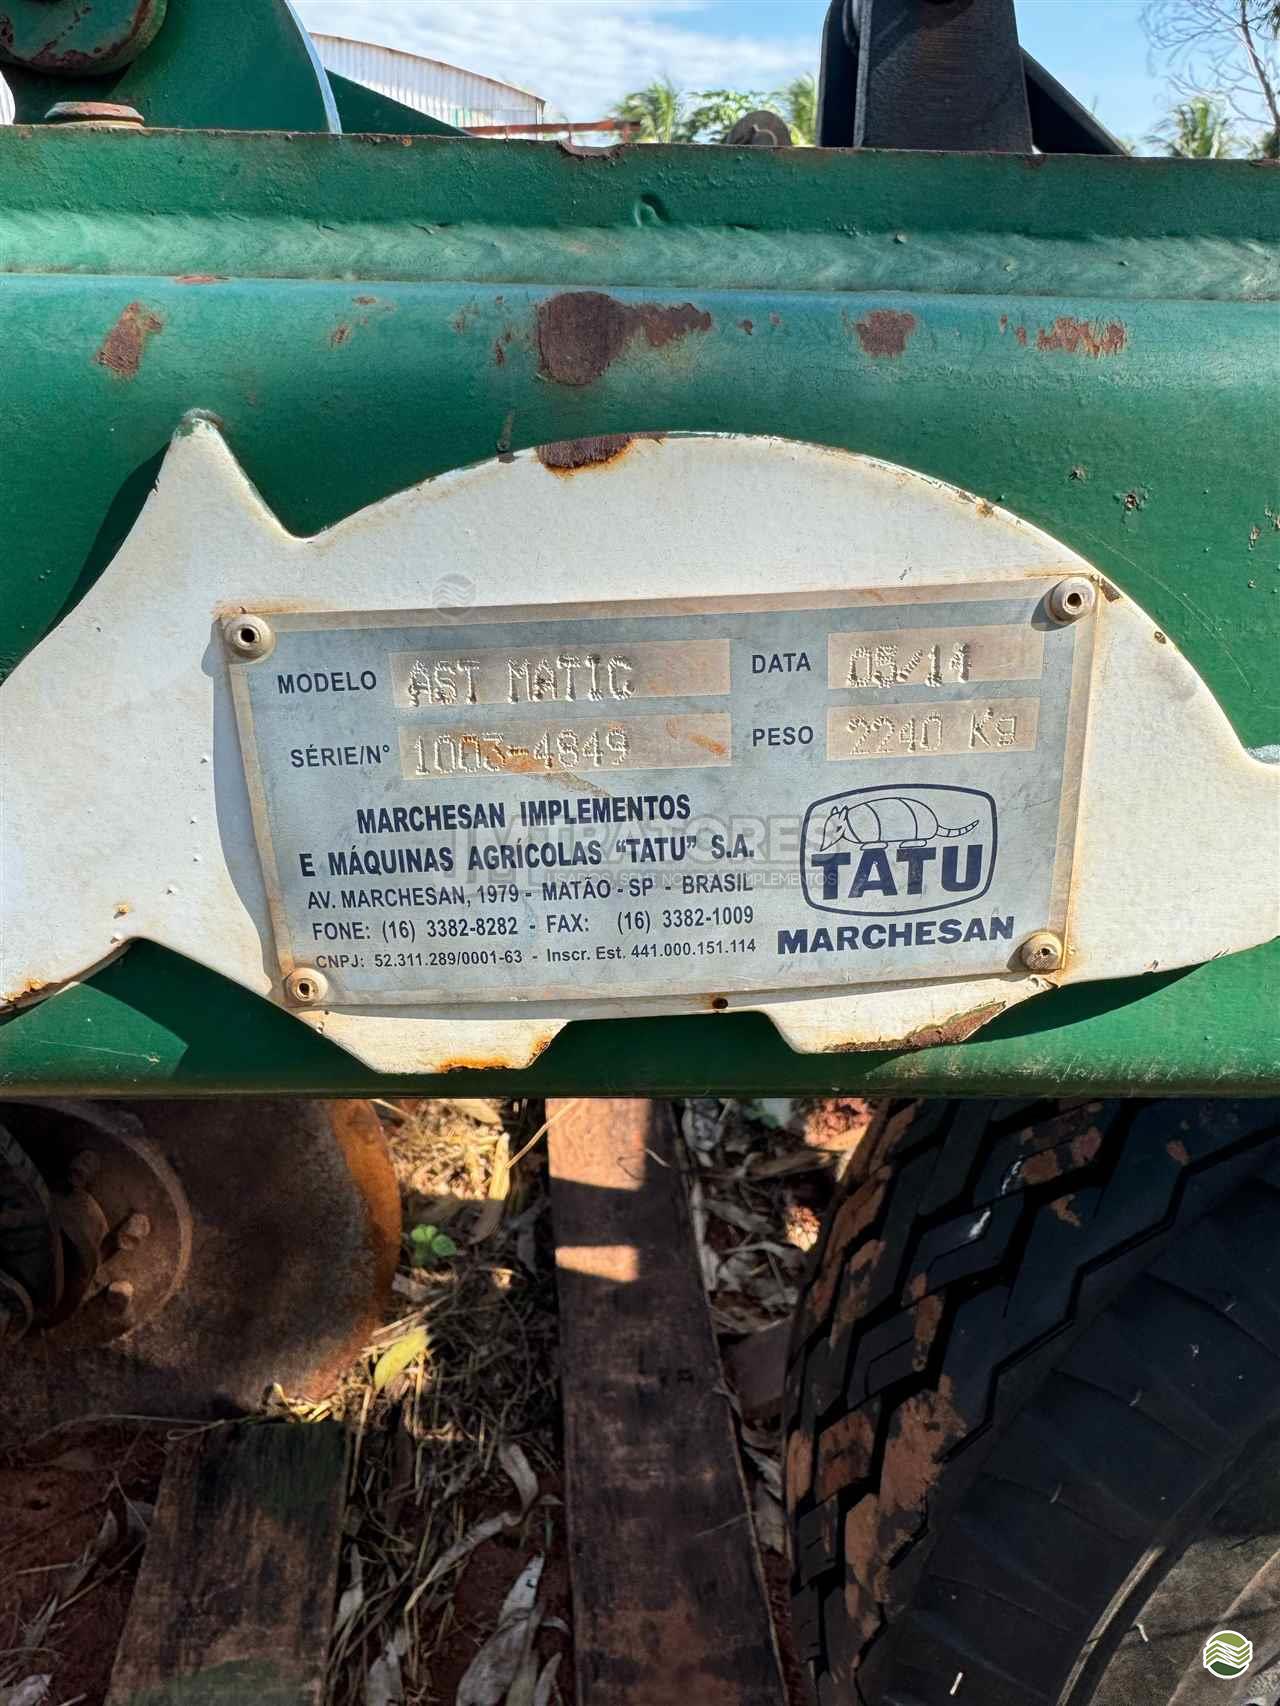 MODELO AST MATIC DATA 05/14
SÉRIE/N° 1003-4849 PESO 2240 Kg
MARCHESAN IMPLEMENTOS
E MÁQUINAS AGRÍCOLAS "TATU" S.A.
AV. MARCHESAN, 1979 - MATÃO - SP - BRASIL
FONE: (16) 3382-8282 - FAX: (16) 3382-1009
CNPJ: 52.311.289/0001-63 - Inscr. Est. 441.000.151.114
TATU
MARCHESAN
MTRATORES